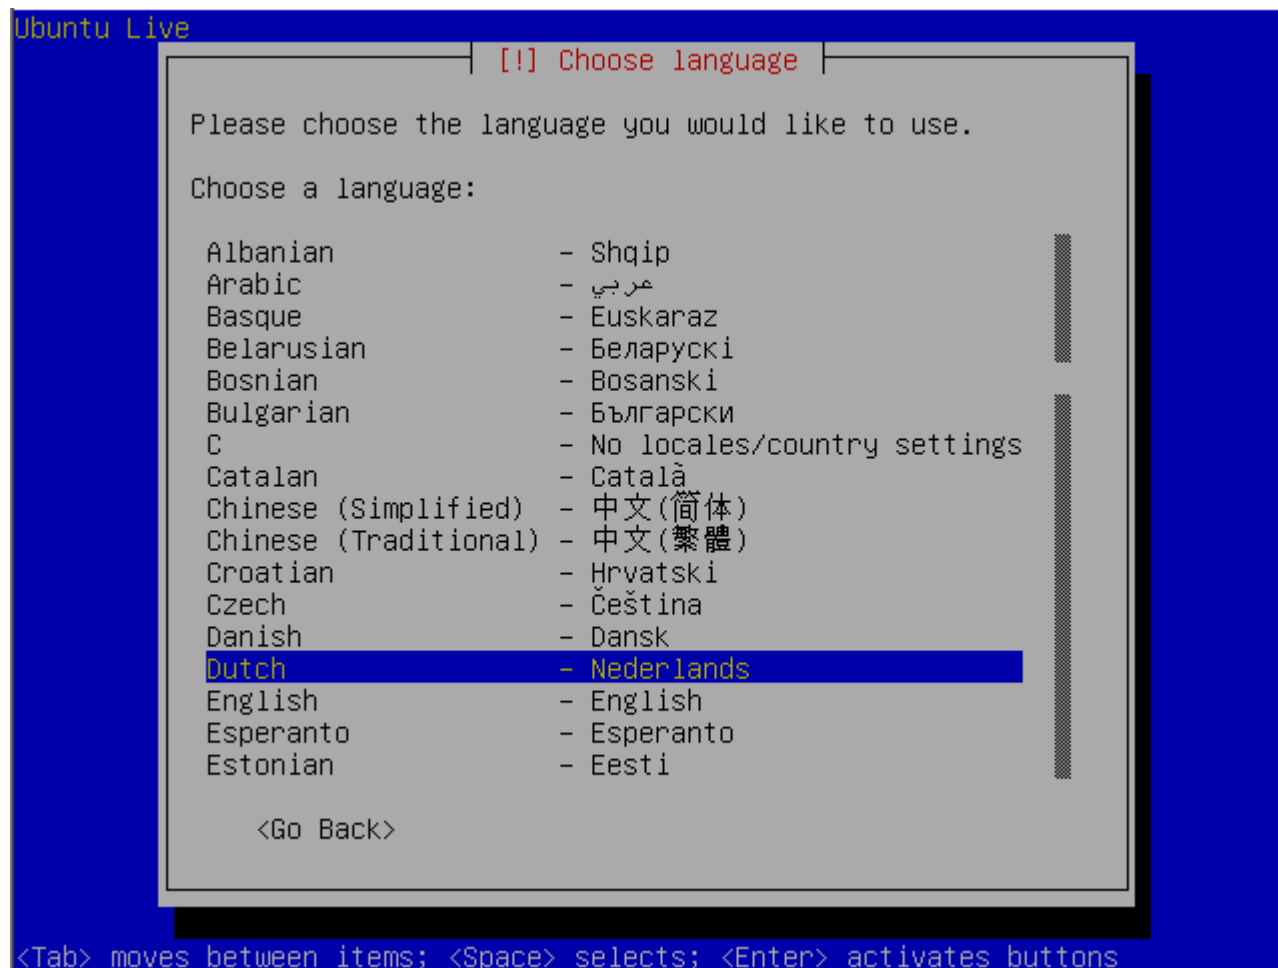 Ubuntu Live
[!] Choose language
Please choose the language you would like to use.
Choose a language:
Albanian - Shqip
Arabic - عربي
Basque - Euskaraz
Belarusian - Беларускі
Bosnian - Bosanski
Bulgarian - Български
C - No locales/country settings
Catalan - Català
Chinese (Simplified) - 中文(简体)
Chinese (Traditional) - 中文(繁體)
Croatian - Hrvatski
Czech - Čeština
Danish - Dansk
Dutch - Nederlands
English - English
Esperanto - Esperanto
Estonian - Eesti
<Go Back>
<Tab> moves between items; <Space> selects; <Enter> activates buttons